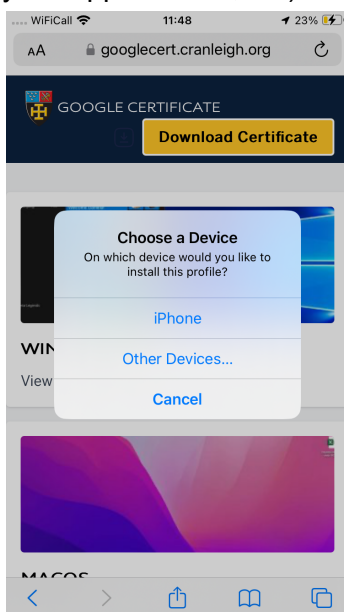 WiFiCall 11:48 23%
AA googlecert.cranleigh.org
GOOGLE CERTIFICATE
Download Certificate
Choose a Device
On which device would you like to
install this profile?
iPhone
WIN
Other Devices...
View
Cancel
MACOS